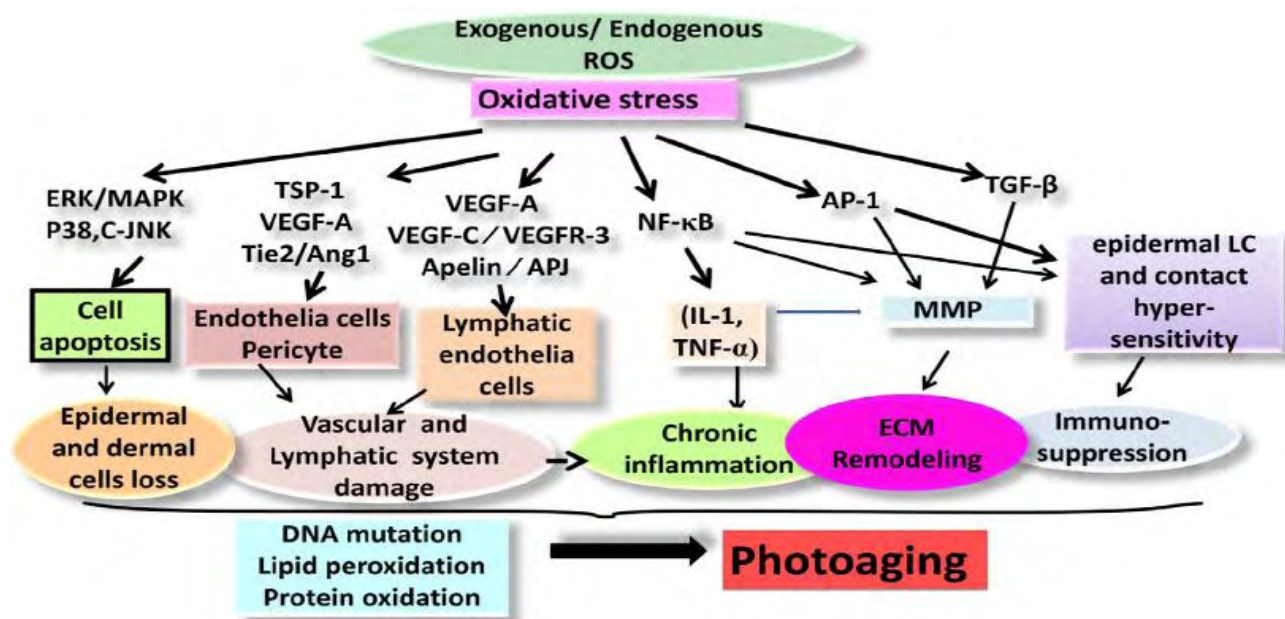 Exogenous/ Endogenous
ROS
Oxidative stress
ERK/MAPK
P38,C-JNK
TSP-1
VEGF-A
Tie2/Ang1
VEGF-A
VEGF-C/VEGFR-3
Apelin/APJ
NF-κB
AP-1
TGF-β
Cell
apoptosis
Endothelia cells
Pericyte
Lymphatic
endothelia
cells
(IL-1,
TNF-α)
MMP
epidermal LC
and contact
hyper-
sensitivity
Epidermal
and dermal
cells loss
Vascular and
Lymphatic system
damage
Chronic
inflammation
ECM
Remodeling
Immuno-
suppression
DNA mutation
Lipid peroxidation
Protein oxidation
Photoaging